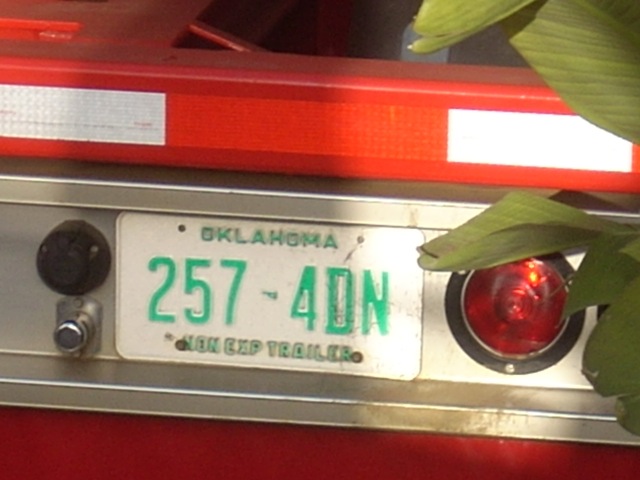 OKLAHOMA
257-4DN
NON EXP TRAILER